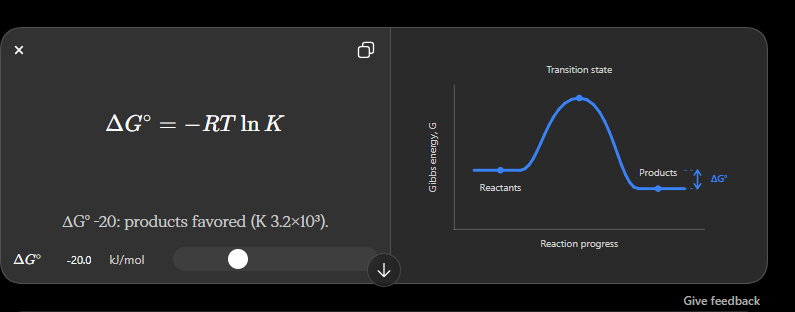 ΔG° = −RT ln K
ΔG° -20: products favored (K 3.2×10³).
ΔG° -20.0 kJ/mol
Transition state
Gibbs energy, G
Reactants
Products
ΔG°
Reaction progress
Give feedback